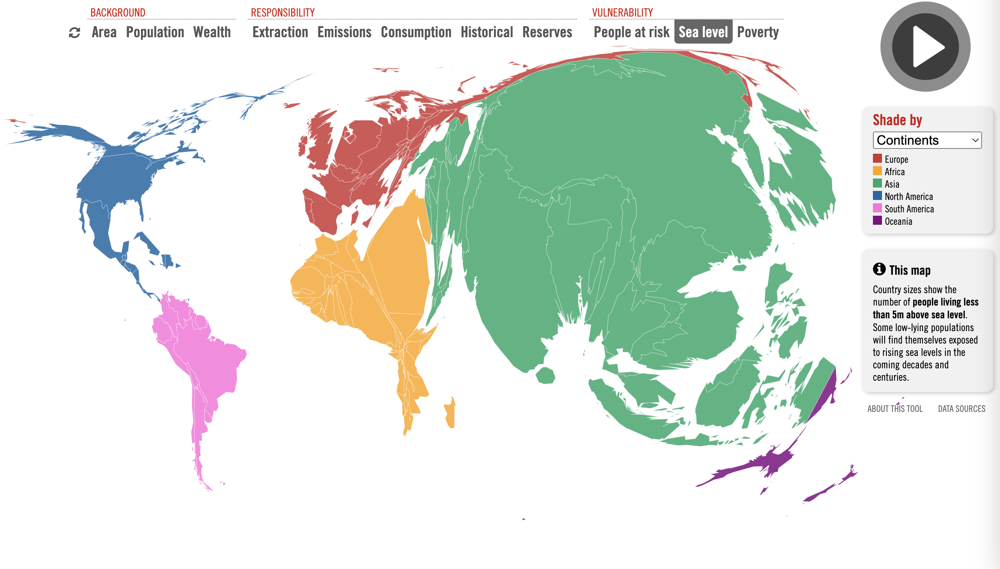 BACKGROUND
RESPONSIBILITY
VULNERABILITY
Area Population Wealth
Extraction Emissions Consumption Historical Reserves
People at risk Sea level Poverty
Shade by
Continents
Europe
Africa
Asia
North America
South America
Oceania
This map
Country sizes show the
number of people living less
than 5m above sea level.
Some low-lying populations
will find themselves exposed
to rising sea levels in the
coming decades and
centuries.
ABOUT THIS TOOL DATA SOURCES